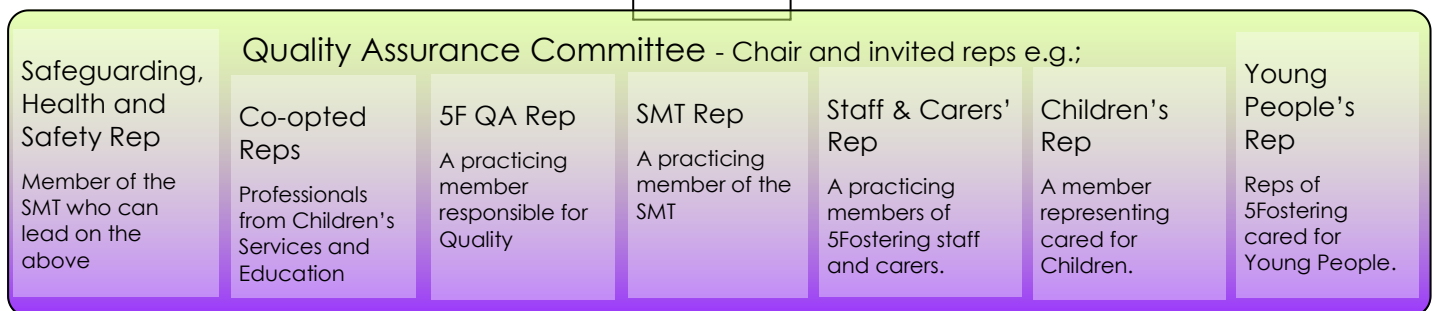 Quality Assurance Committee - Chair and invited reps e.g.;
Safeguarding,
Health and
Safety Rep
Member of the
SMT who can
lead on the
above
Co-opted
Reps
Professionals
from Children's
Services and
Education
5F QA Rep
A practicing
member
responsible for
Quality
SMT Rep
A practicing
member of the
SMT
Staff & Carers'
Rep
A practicing
members of
5Fostering staff
and carers.
Children's
Rep
A member
representing
cared for
Children.
Young
People's
Rep
Reps of
5Fostering
cared for
Young People.